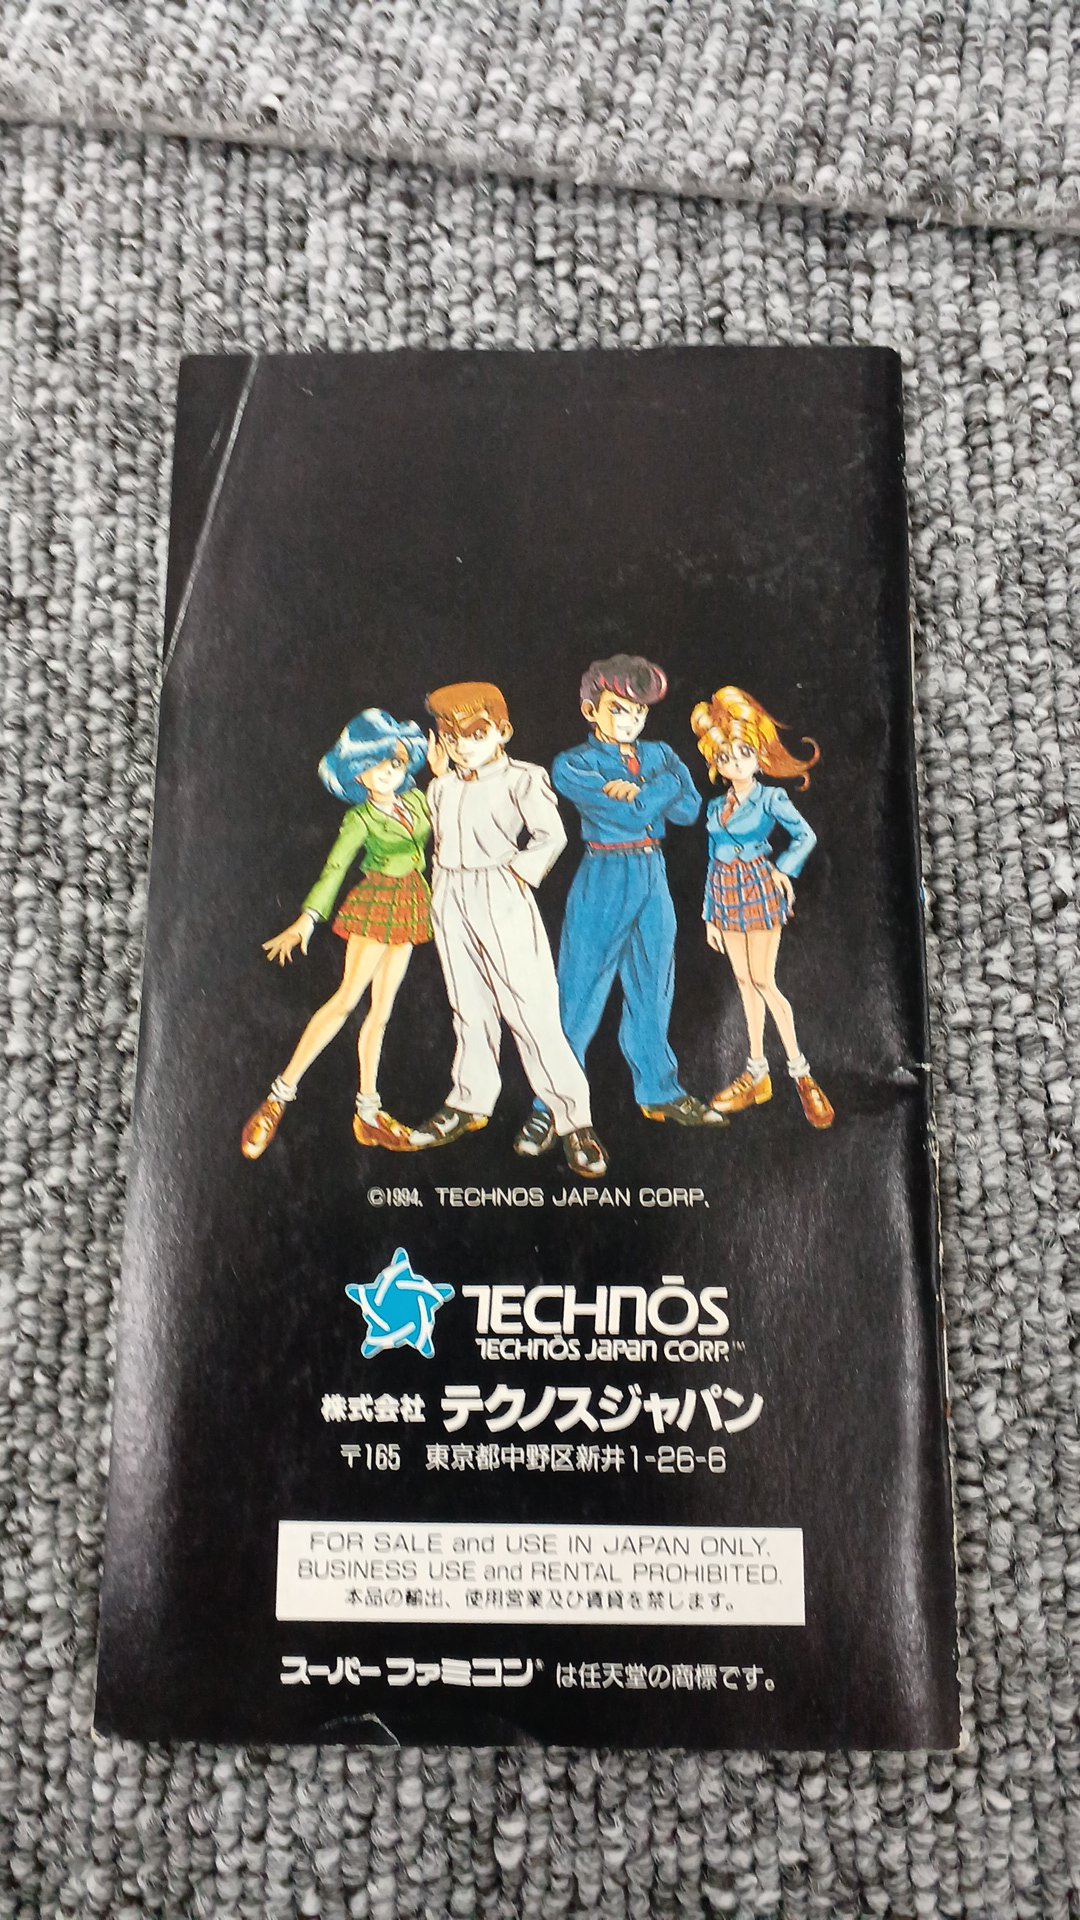 ©1994. TECHNOS JAPAN CORP.
TECHNŌS
TECHNŌS JAPAN CORP.™
株式会社 テクノスジャパン
〒165 東京都中野区新井1-26-6
FOR SALE and USE IN JAPAN ONLY.
BUSINESS USE and RENTAL PROHIBITED.
本品の輸出、使用営業及び賃貸を禁じます。
スーパーファミコン® は任天堂の商標です。